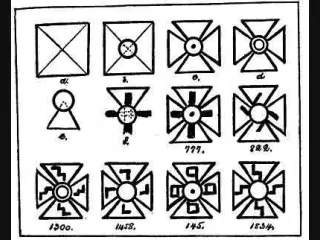 a. b. c. d
e. f. 777. 822.
1300. 1458. 145. 1534.